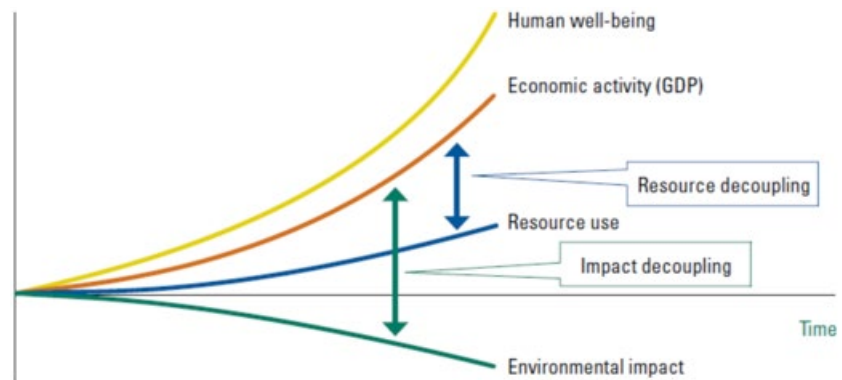 Human well-being
Economic activity (GDP)
Resource decoupling
Resource use
Impact decoupling
Time
Environmental impact